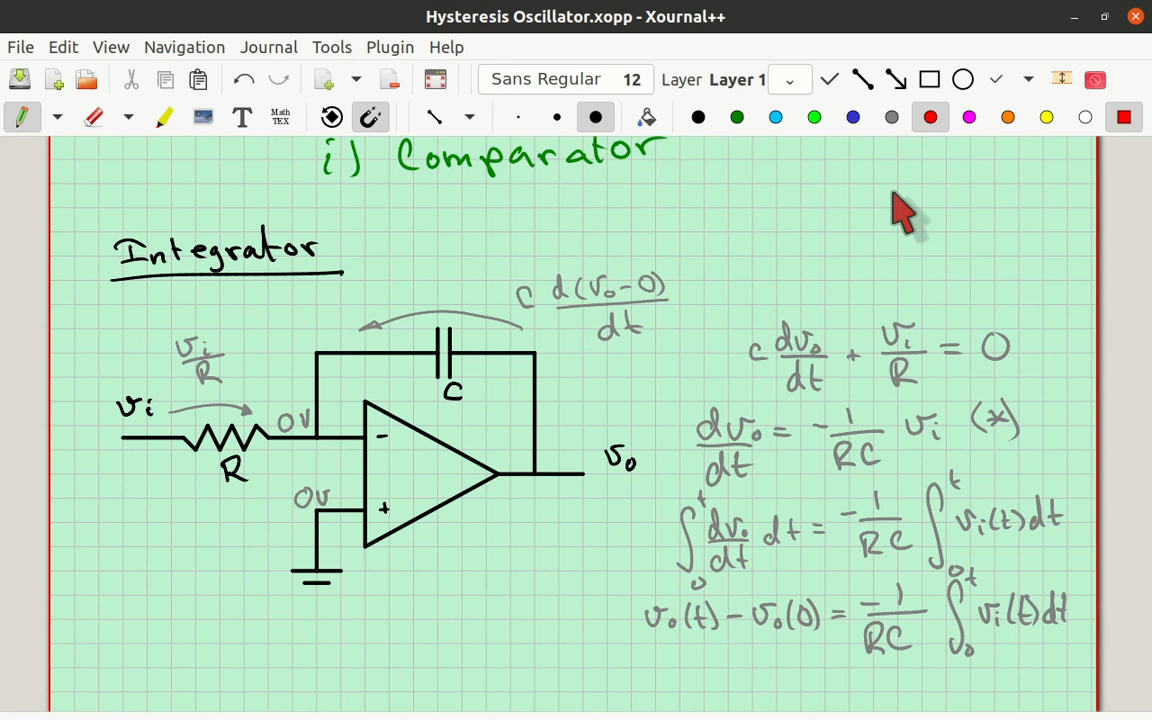 Hysteresis Oscillator.xopp - Xournal++
File Edit View Navigation Journal Tools Plugin Help
Sans Regular 12 Layer Layer 1
T Math TEX
i) Comparator
Integrator
C d(v₀-0)/dt
vᵢ/R
C
vᵢ
0V
R
-
0V
+
v₀
C dv₀/dt + vᵢ/R = 0
dv₀/dt = -1/RC vᵢ (*)
∫₀ᵗ dv₀/dt dt = -1/RC ∫₀ᵗ vᵢ(t)dt
v₀(t) - v₀(0) = -1/RC ∫₀ᵗ vᵢ(t)dt